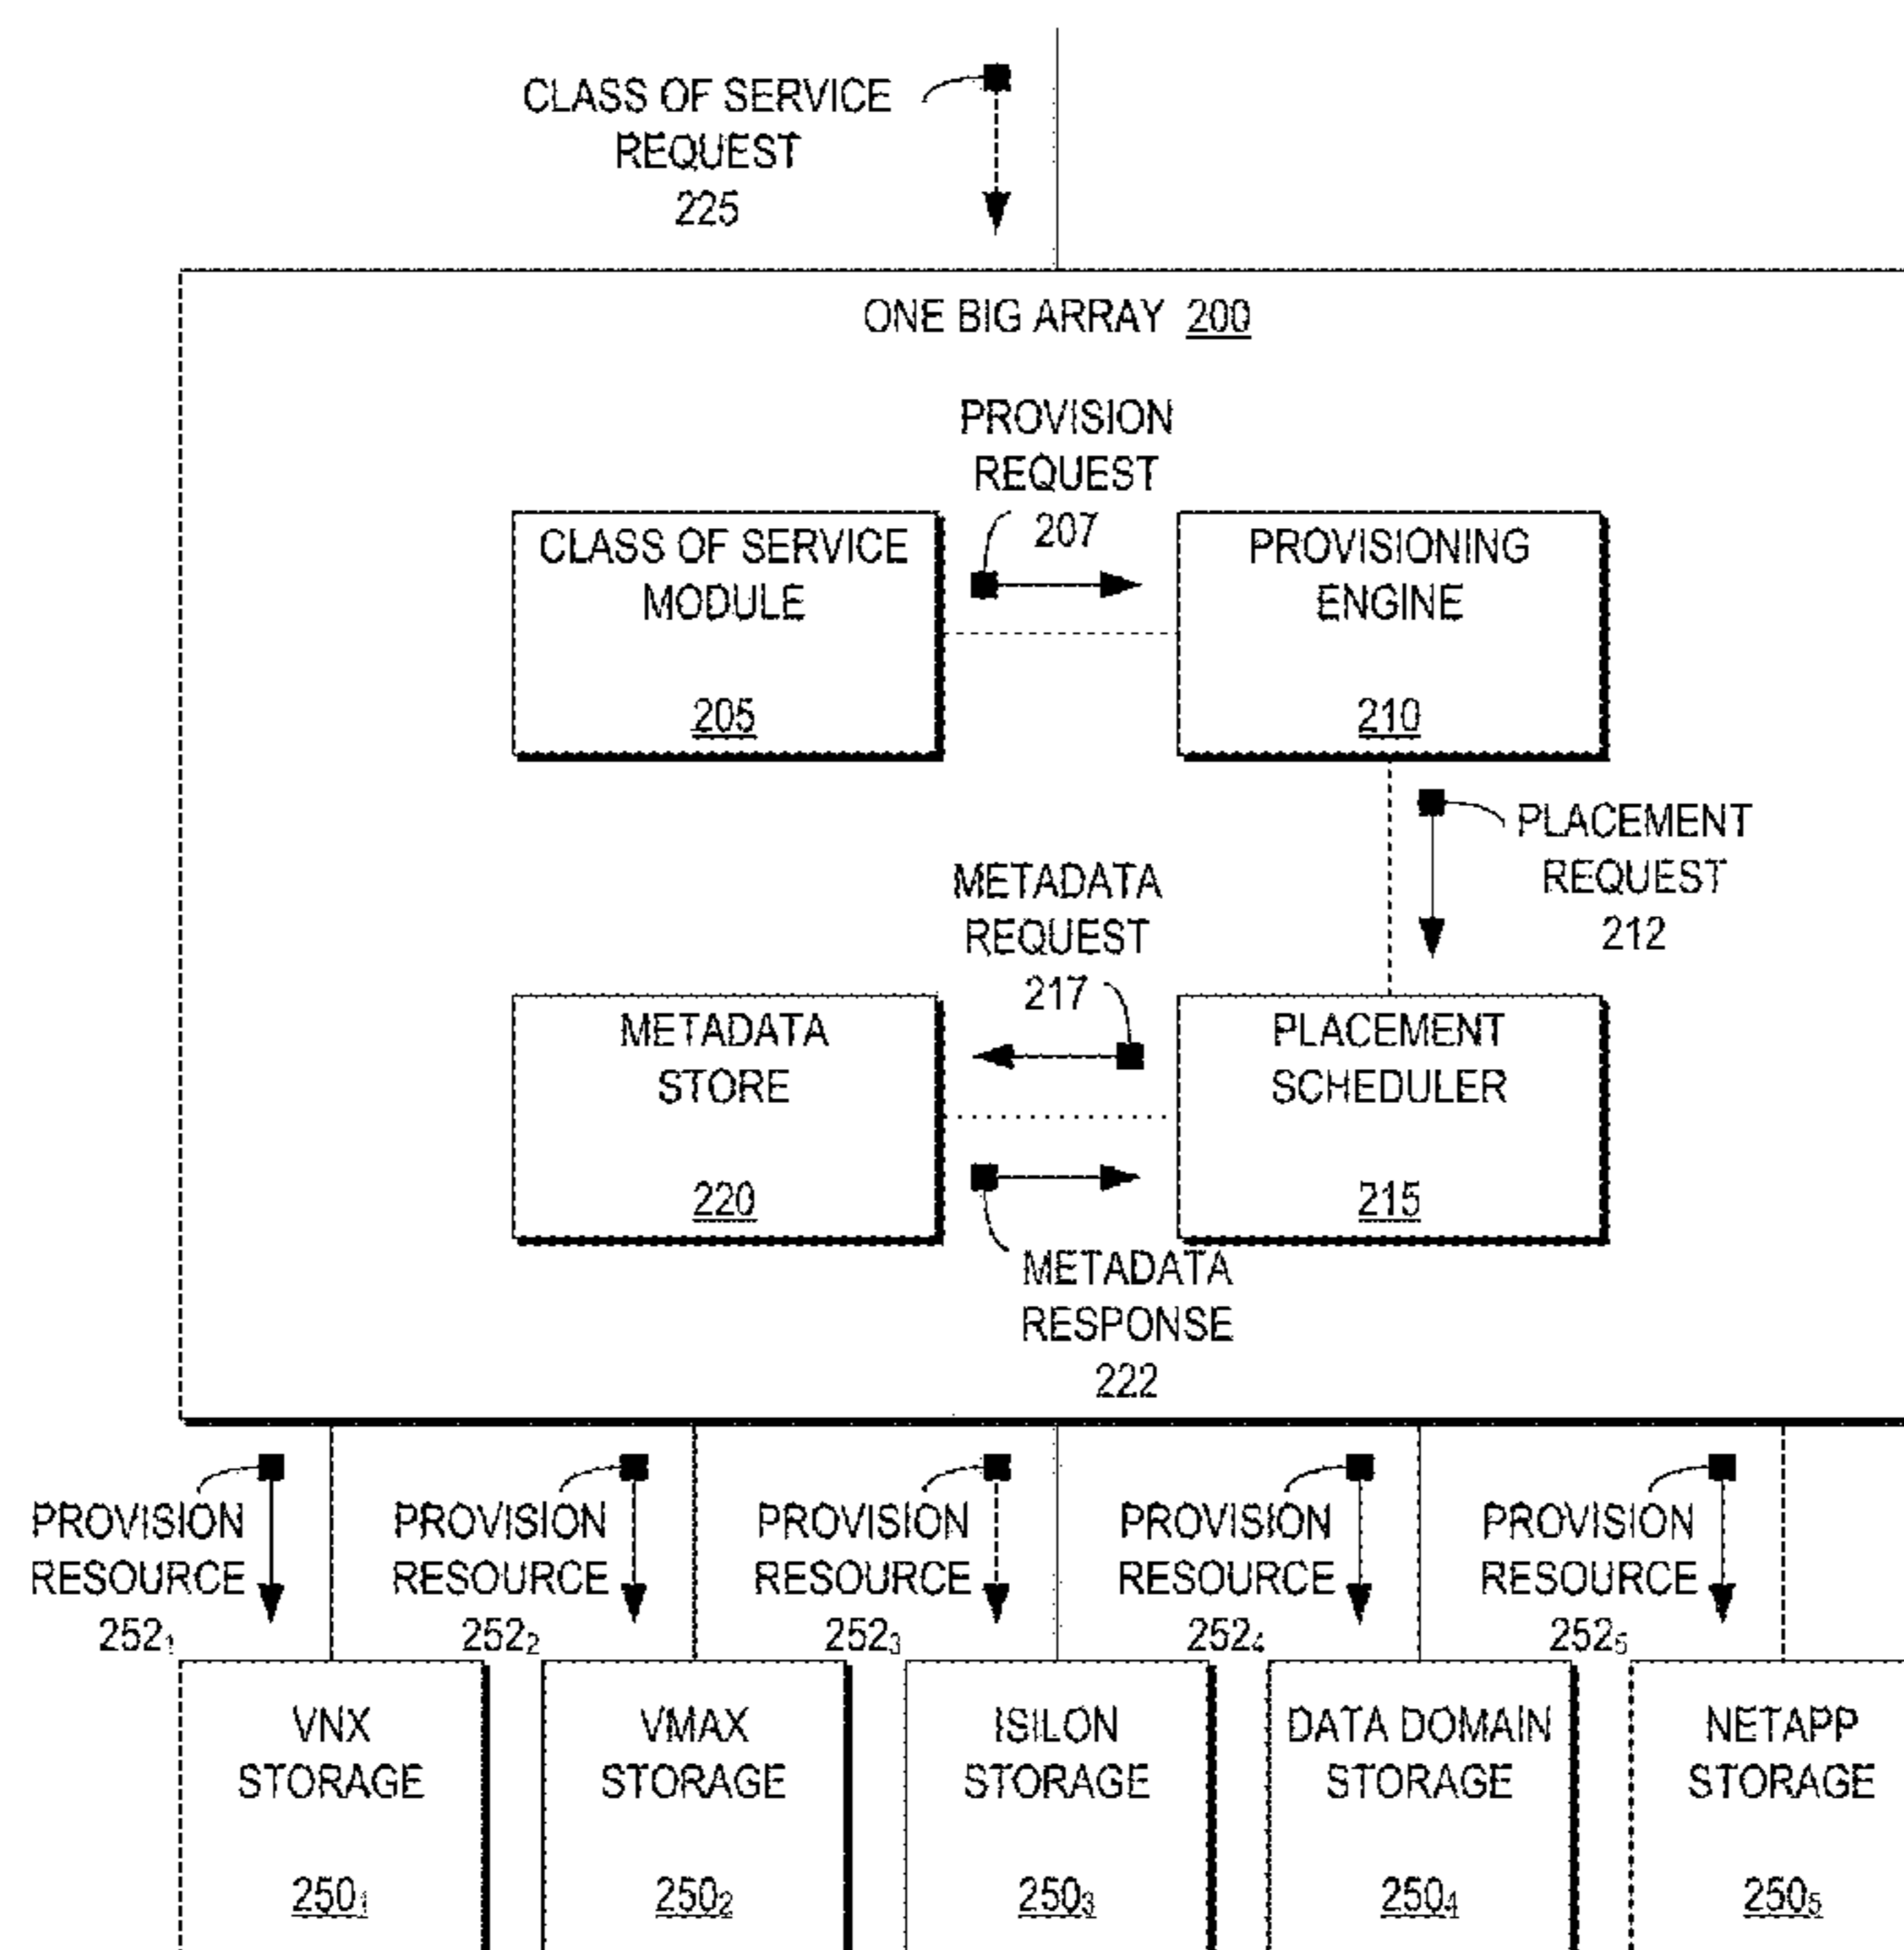 CLASS OF SERVICE
REQUEST
225
ONE BIG ARRAY 200
PROVISION
REQUEST
207
CLASS OF SERVICE
MODULE
205
PROVISIONING
ENGINE
210
PLACEMENT
REQUEST
212
METADATA
REQUEST
217
METADATA
STORE
220
PLACEMENT
SCHEDULER
215
METADATA
RESPONSE
222
PROVISION
RESOURCE
252₁
PROVISION
RESOURCE
252₂
PROVISION
RESOURCE
252₃
PROVISION
RESOURCE
252₄
PROVISION
RESOURCE
252₅
VNX
STORAGE
250₁
VMAX
STORAGE
250₂
ISILON
STORAGE
250₃
DATA DOMAIN
STORAGE
250₄
NETAPP
STORAGE
250₅